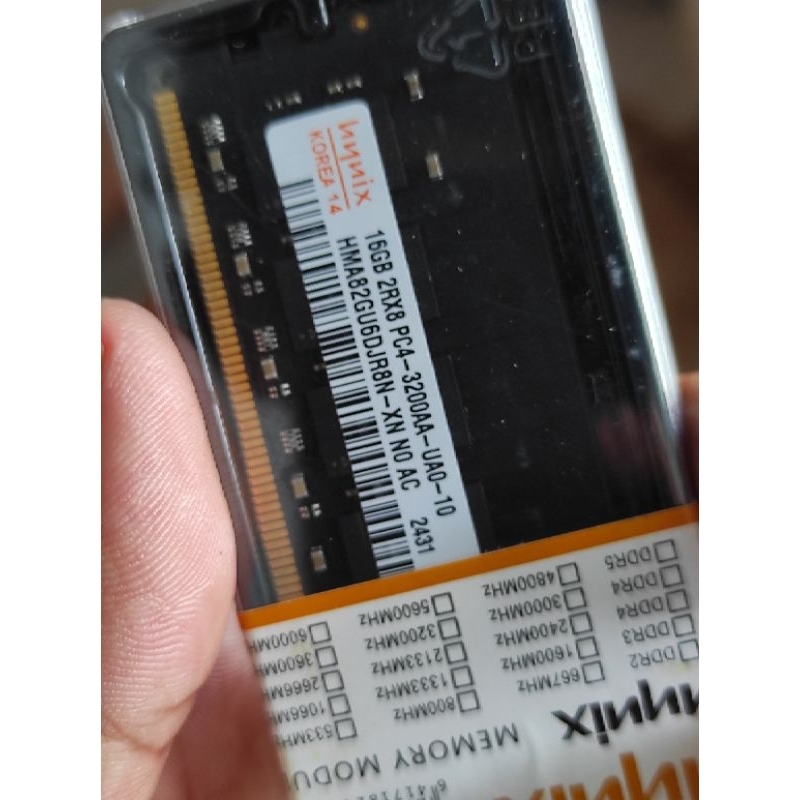 hynix
KOREA 14
16GB 2RX8 PC4-3200AA-UA0-10
HMA82GU6DJR8N-XN N0 AC 2431
hynix
MEMORY MODU
DDR2 667MHz 800MHz 533MHz
DDR3 1600MHz 1333MHz 1066MHz
DDR4 2400MHz 2133MHz 2666MHz
DDR4 3000MHz 3200MHz 3600MHz
DDR5 4800MHz 5600MHz 6000MHz